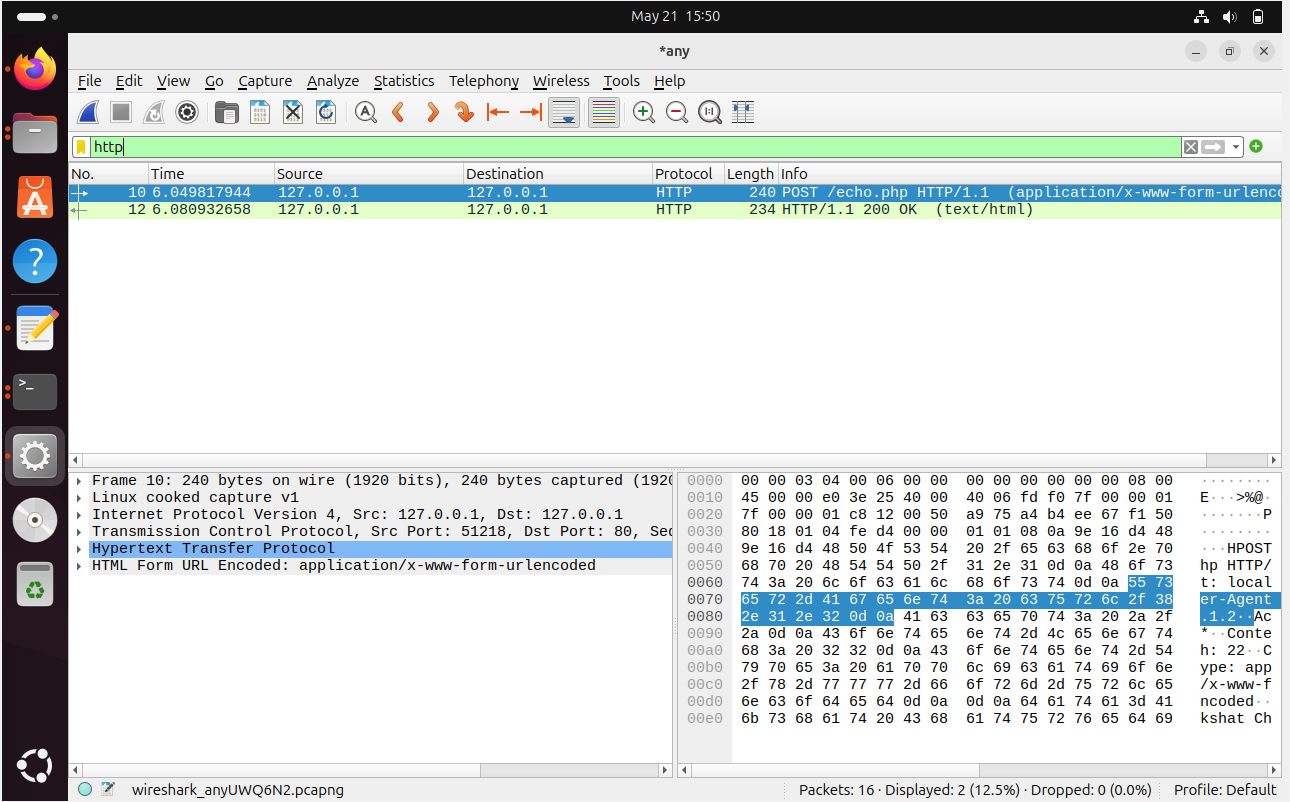 May 21 15:50
*any
File Edit View Go Capture Analyze Statistics Telephony Wireless Tools Help
http
No. Time Source Destination Protocol Length Info
10 6.049817944 127.0.0.1 127.0.0.1 HTTP 240 POST /echo.php HTTP/1.1 (application/x-www-form-urlenco
12 6.080932658 127.0.0.1 127.0.0.1 HTTP 234 HTTP/1.1 200 OK (text/html)
Frame 10: 240 bytes on wire (1920 bits), 240 bytes captured (1920
Linux cooked capture v1
Internet Protocol Version 4, Src: 127.0.0.1, Dst: 127.0.0.1
Transmission Control Protocol, Src Port: 51218, Dst Port: 80, Seq
Hypertext Transfer Protocol
HTML Form URL Encoded: application/x-www-form-urlencoded
0000 00 00 03 04 00 06 00 00 00 00 00 00 00 00 08 00 ········
0010 45 00 00 e0 3e 25 40 00 40 06 fd f0 7f 00 00 01 E···>%@·
0020 7f 00 00 01 c8 12 00 50 a9 75 a4 b4 ee 67 f1 50 ·······P
0030 80 18 01 04 fe d4 00 00 01 01 08 0a 9e 16 d4 48 ········
0040 9e 16 d4 48 50 4f 53 54 20 2f 65 63 68 6f 2e 70 ···HPOST
0050 68 70 20 48 54 54 50 2f 31 2e 31 0d 0a 48 6f 73 hp HTTP/
0060 74 3a 20 6c 6f 63 61 6c 68 6f 73 74 0d 0a 55 73 t: local
0070 65 72 2d 41 67 65 6e 74 3a 20 63 75 72 6c 2f 38 er-Agent
0080 2e 31 2e 32 0d 0a 41 63 63 65 70 74 3a 20 2a 2f .1.2··Ac
0090 2a 0d 0a 43 6f 6e 74 65 6e 74 2d 4c 65 6e 67 74 *··Conte
00a0 68 3a 20 32 32 0d 0a 43 6f 6e 74 65 6e 74 2d 54 h: 22··C
00b0 79 70 65 3a 20 61 70 70 6c 69 63 61 74 69 6f 6e ype: app
00c0 2f 78 2d 77 77 77 2d 66 6f 72 6d 2d 75 72 6c 65 /x-www-f
00d0 6e 63 6f 64 65 64 0d 0a 0d 0a 64 61 74 61 3d 41 ncoded··
00e0 6b 73 68 61 74 20 43 68 61 74 75 72 76 65 64 69 kshat Ch
wireshark_anyUWQ6N2.pcapng
Packets: 16 · Displayed: 2 (12.5%) · Dropped: 0 (0.0%)
Profile: Default